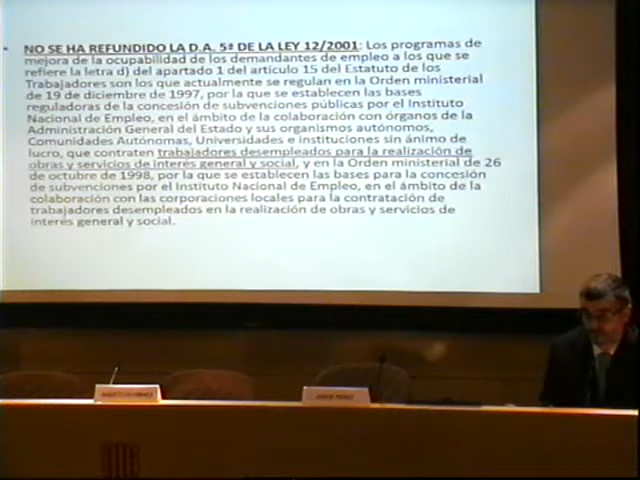 - NO SE HA REFUNDIDO LA D.A. 5ª DE LA LEY 12/2001: Los programas de
mejora de la ocupabilidad de los demandantes de empleo a los que se
refiere la letra d) del apartado 1 del artículo 15 del Estatuto de los
Trabajadores son los que actualmente se regulan en la Orden ministerial
de 19 de diciembre de 1997, por la que se establecen las bases
reguladoras de la concesión de subvenciones públicas por el Instituto
Nacional de Empleo, en el ámbito de la colaboración con órganos de la
Administración General del Estado y sus organismos autónomos,
Comunidades Autónomas, Universidades e instituciones sin ánimo de
lucro, que contraten trabajadores desempleados para la realización de
obras y servicios de interés general y social, y en la Orden ministerial de 26
de octubre de 1998, por la que se establecen las bases para la concesión
de subvenciones por el Instituto Nacional de Empleo, en el ámbito de la
colaboración con las corporaciones locales para la contratación de
trabajadores desempleados en la realización de obras y servicios de
interés general y social.